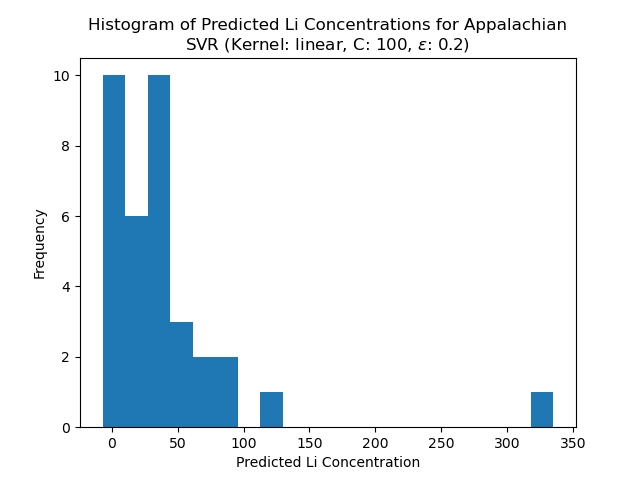 Histogram of Predicted Li Concentrations for Appalachian
SVR (Kernel: linear, C: 100, ε: 0.2)
10
8
6
4
2
0
Frequency
0 50 100 150 200 250 300 350
Predicted Li Concentration